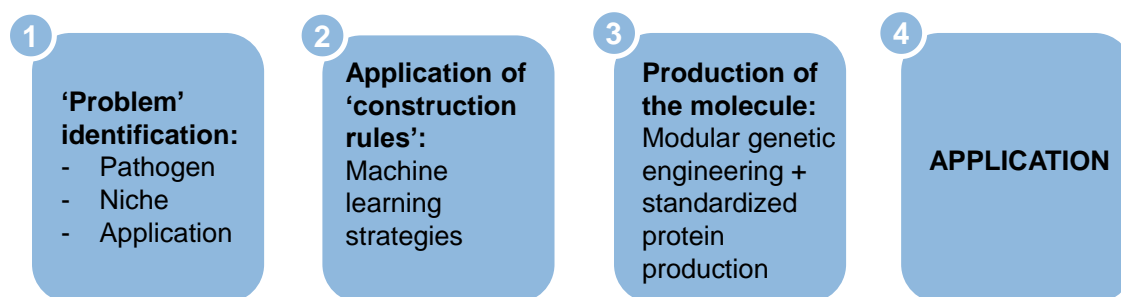 1
‘Problem’
identification:
- Pathogen
- Niche
- Application
2
Application of
‘construction
rules’:
Machine
learning
strategies
3
Production of
the molecule:
Modular genetic
engineering +
standardized
protein
production
4
APPLICATION